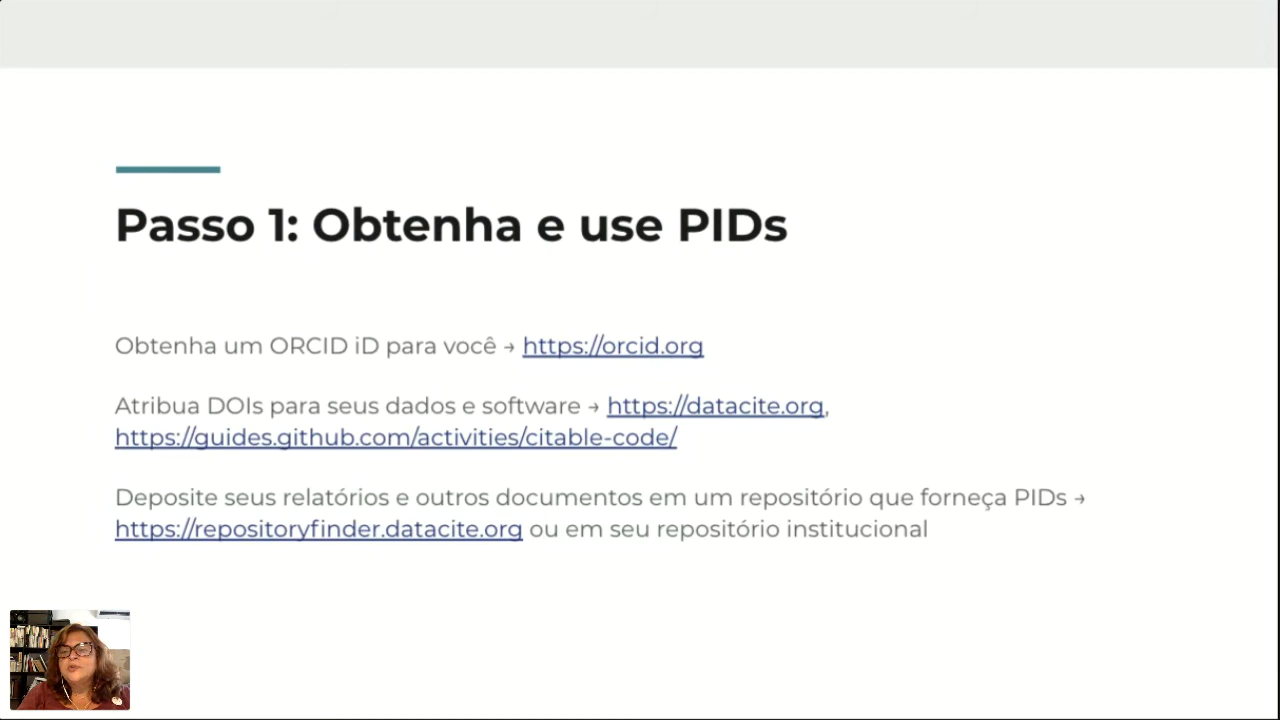 Passo 1: Obtenha e use PIDs
Obtenha um ORCID iD para você → https://orcid.org
Atribua DOIs para seus dados e software → https://datacite.org,
https://guides.github.com/activities/citable-code/
Deposite seus relatórios e outros documentos em um repositório que forneça PIDs →
https://repositoryfinder.datacite.org ou em seu repositório institucional